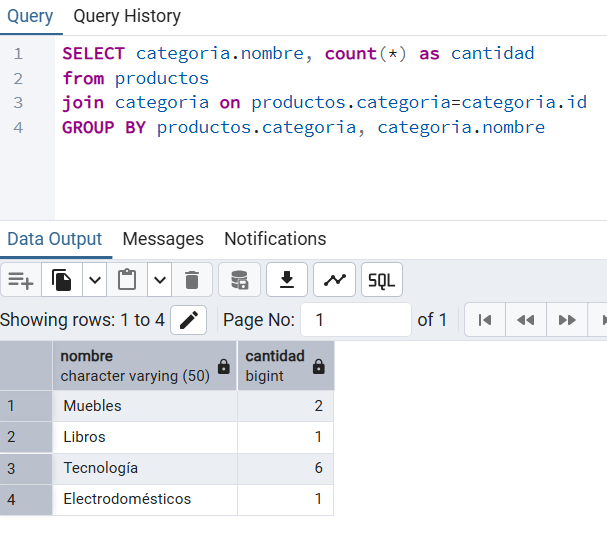 Query Query History
1 SELECT categoria.nombre, count(*) as cantidad
2 from productos
3 join categoria on productos.categoria=categoria.id
4 GROUP BY productos.categoria, categoria.nombre
Data Output Messages Notifications
SQL
Showing rows: 1 to 4 Page No: 1 of 1
nombre cantidad
character varying (50) bigint
1 Muebles 2
2 Libros 1
3 Tecnología 6
4 Electrodomésticos 1